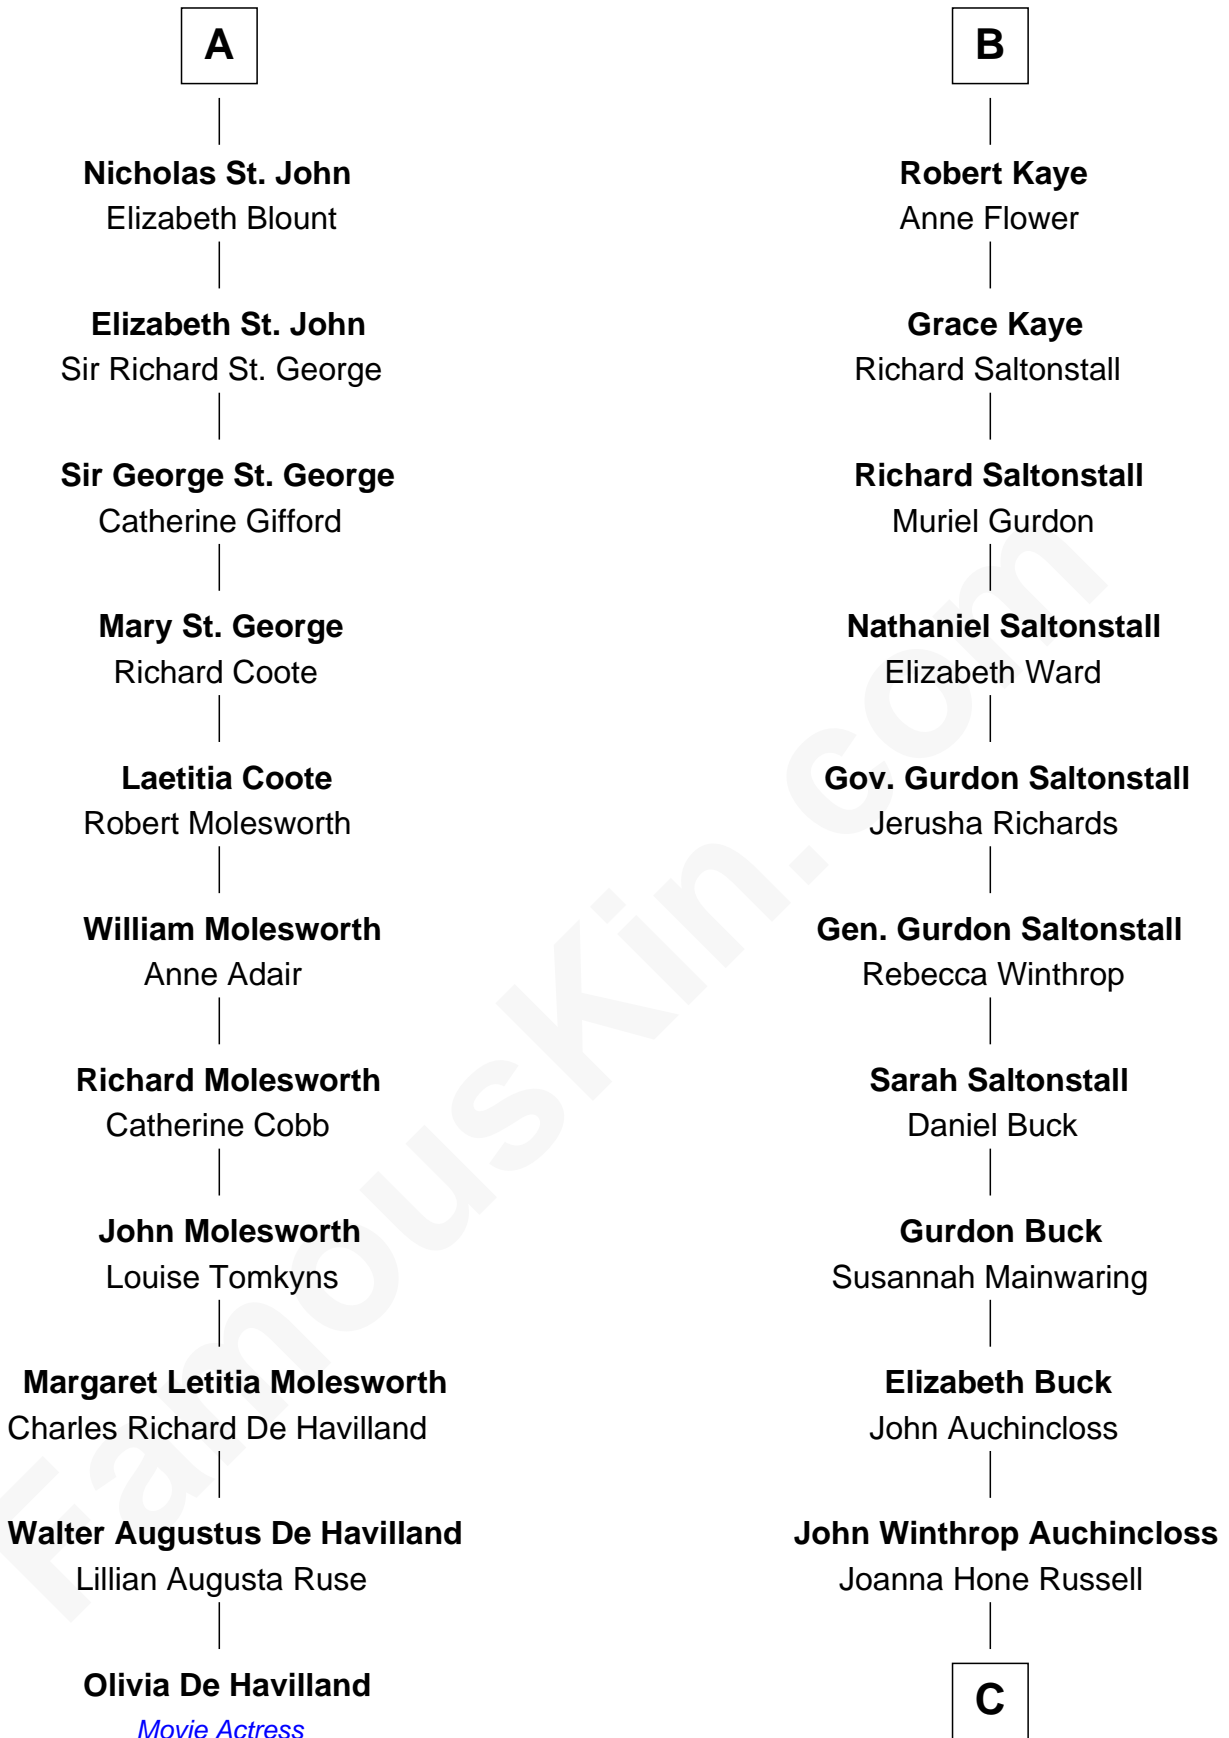 A
Nicholas St. John
Elizabeth Blount
Elizabeth St. John
Sir Richard St. George
Sir George St. George
Catherine Gifford
Mary St. George
Richard Coote
Laetitia Coote
Robert Molesworth
William Molesworth
Anne Adair
Richard Molesworth
Catherine Cobb
John Molesworth
Louise Tomkyns
Margaret Letitia Molesworth
Charles Richard De Havilland
Walter Augustus De Havilland
Lillian Augusta Ruse
Olivia De Havilland
Movie Actress
B
Robert Kaye
Anne Flower
Grace Kaye
Richard Saltonstall
Richard Saltonstall
Muriel Gurdon
Nathaniel Saltonstall
Elizabeth Ward
Gov. Gurdon Saltonstall
Jerusha Richards
Gen. Gurdon Saltonstall
Rebecca Winthrop
Sarah Saltonstall
Daniel Buck
Gurdon Buck
Susannah Mainwaring
Elizabeth Buck
John Auchincloss
John Winthrop Auchincloss
Joanna Hone Russell
C
FamousKin.com